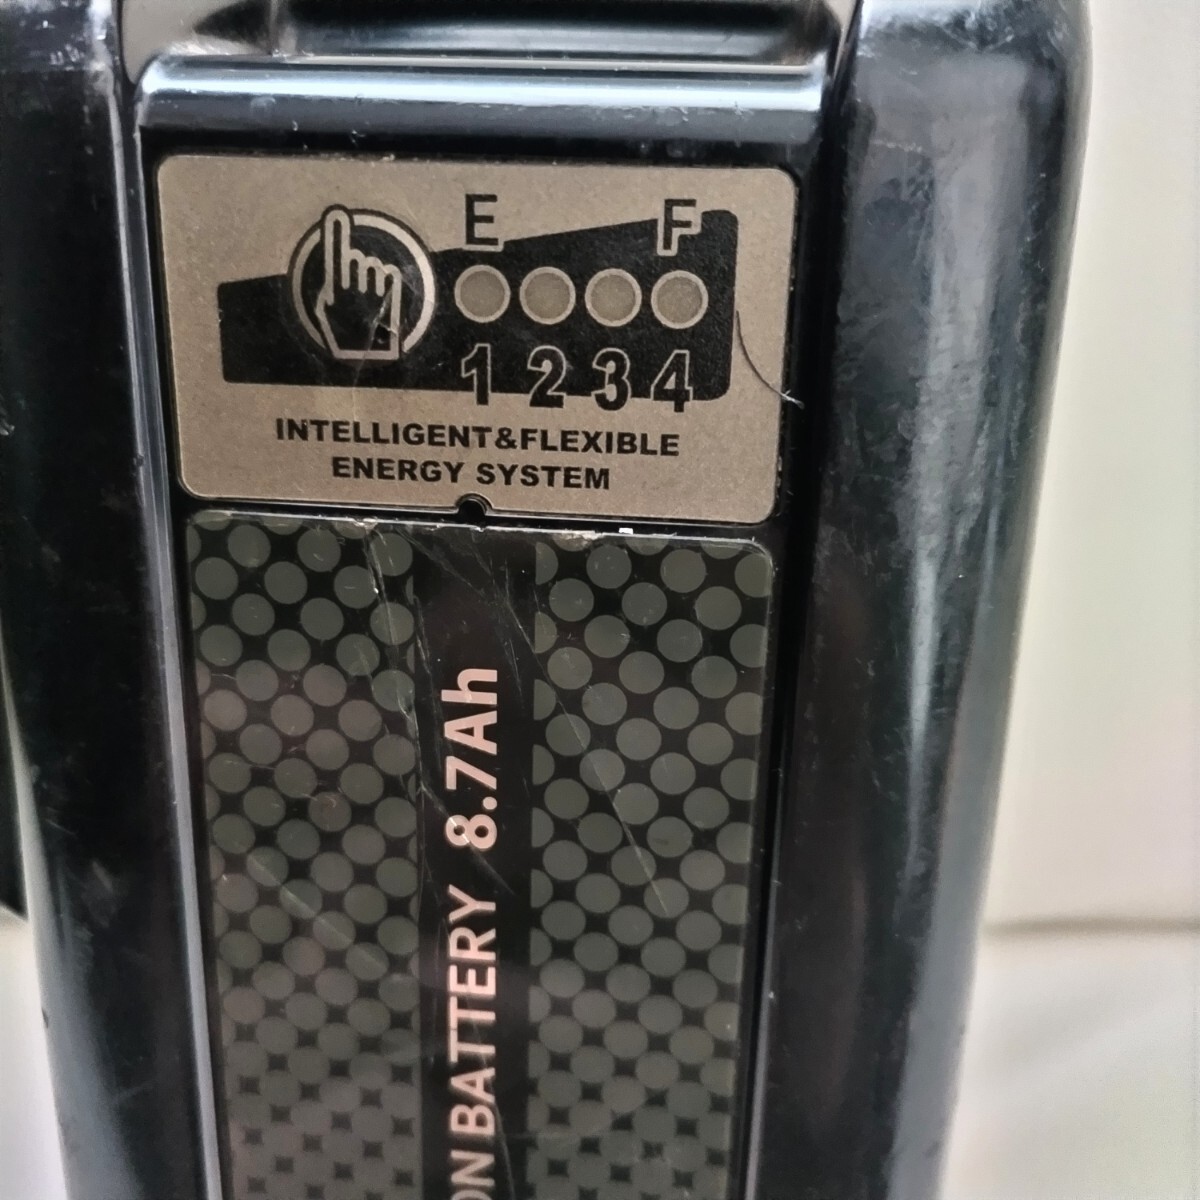 E F
1 2 3 4
INTELLIGENT&FLEXIBLE
ENERGY SYSTEM
ON BATTERY 8.7Ah